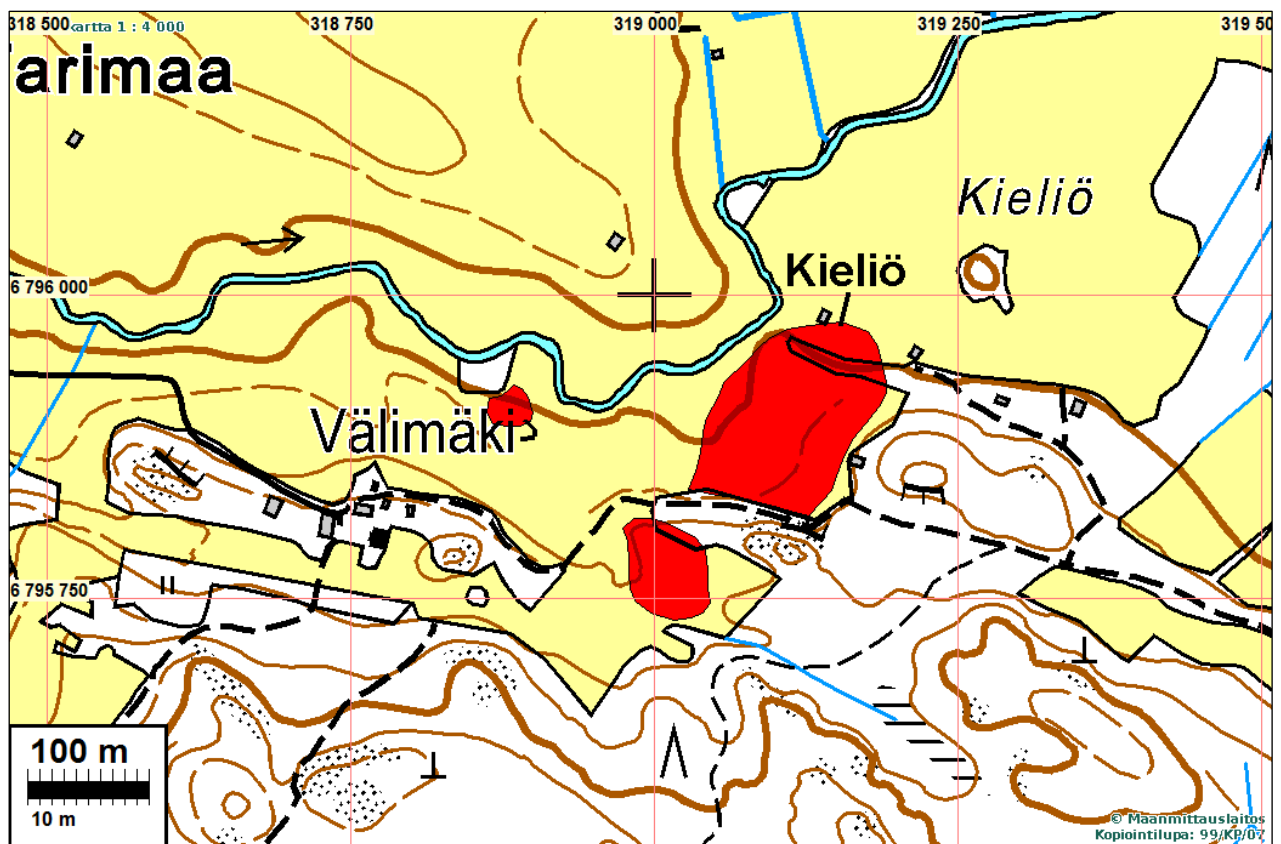 318 500
kartta 1 : 4 000
318 750
319 000
319 250
319 50
arimaa
Kieliö
6 796 000
Kieliö
Välimäki
6 795 750
100 m
10 m
© Maanmittauslaitos
Kopiointilupa: 99/KP/07